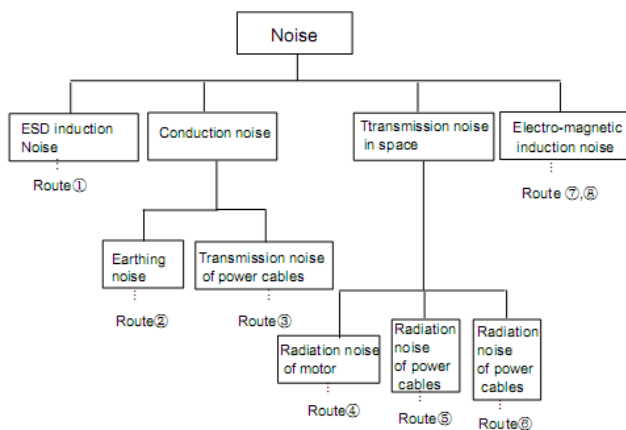 Noise
ESD induction
Noise
Conduction noise
Ttransmission noise
in space
Electro-magnetic
induction noise
Route①
Route ⑦,⑧
Earthing
noise
Transmission noise
of power cables
Route②
Route③
Radiation noise
of motor
Radiation
noise
of power
cables
Radiation
noise
of power
cables
Route④
Route⑤
Route⑥